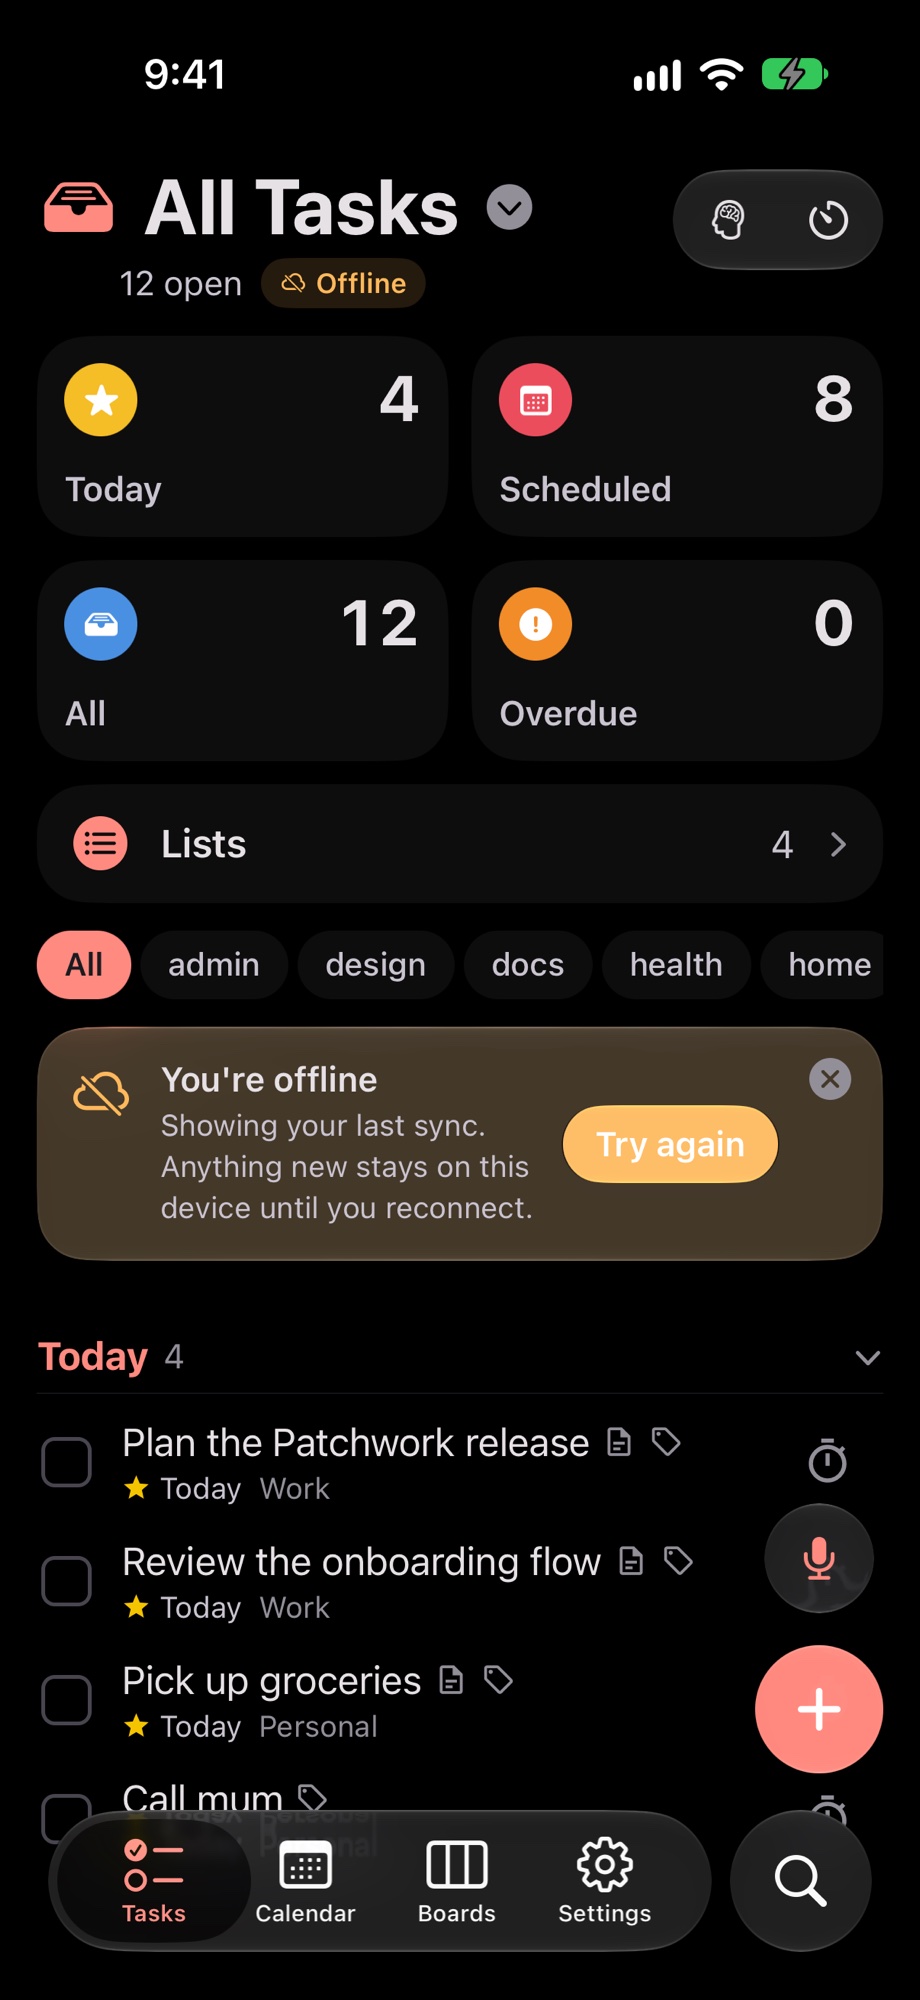 9:41
All Tasks
12 open Offline
4
Today
8
Scheduled
12
All
0
Overdue
Lists 4
All admin design docs health home
You're offline
Showing your last sync.
Anything new stays on this
device until you reconnect.
Try again
Today 4
Plan the Patchwork release
Today Work
Review the onboarding flow
Today Work
Pick up groceries
Today Personal
Call mum
Tasks Calendar Boards Settings